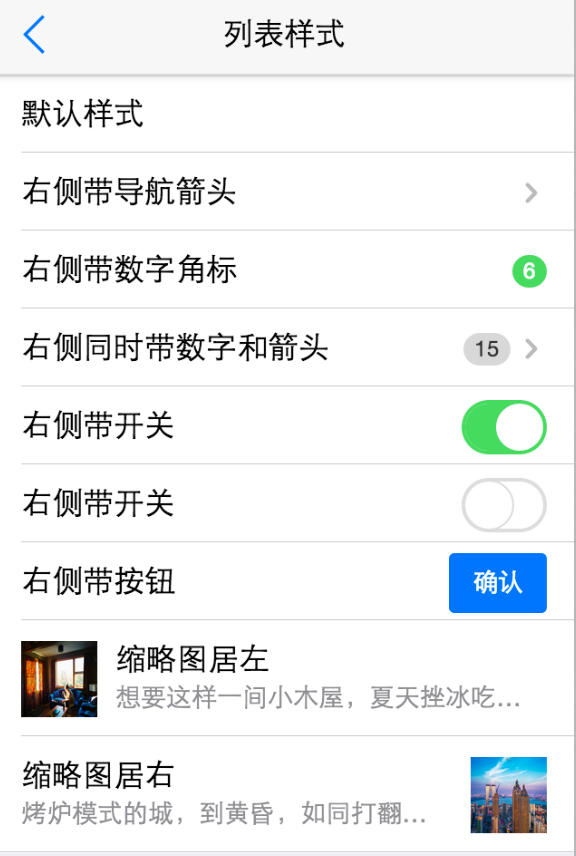 列表样式
默认样式
右侧带导航箭头
右侧带数字角标
6
右侧同时带数字和箭头
15
右侧带开关
右侧带开关
右侧带按钮
确认
缩略图居左
想要这样一间小木屋，夏天挫冰吃...
缩略图居右
烤炉模式的城，到黄昏，如同打翻...